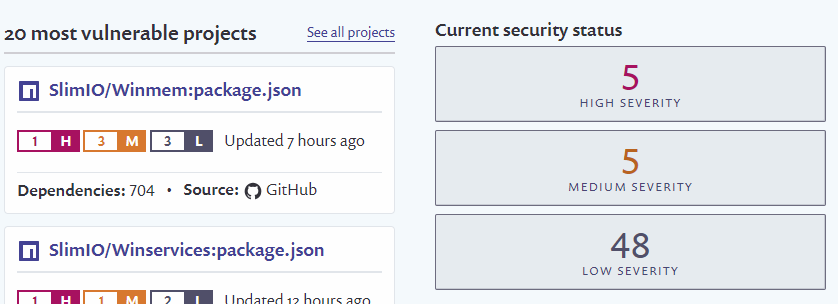 20 most vulnerable projects
See all projects
SlimIO/Winmem:package.json
1 H 3 M 3 L Updated 7 hours ago
Dependencies: 704 • Source: GitHub
SlimIO/Winservices:package.json
1 H 1 M 2 L Updated 12 hours ago
Current security status
5
HIGH SEVERITY
5
MEDIUM SEVERITY
48
LOW SEVERITY